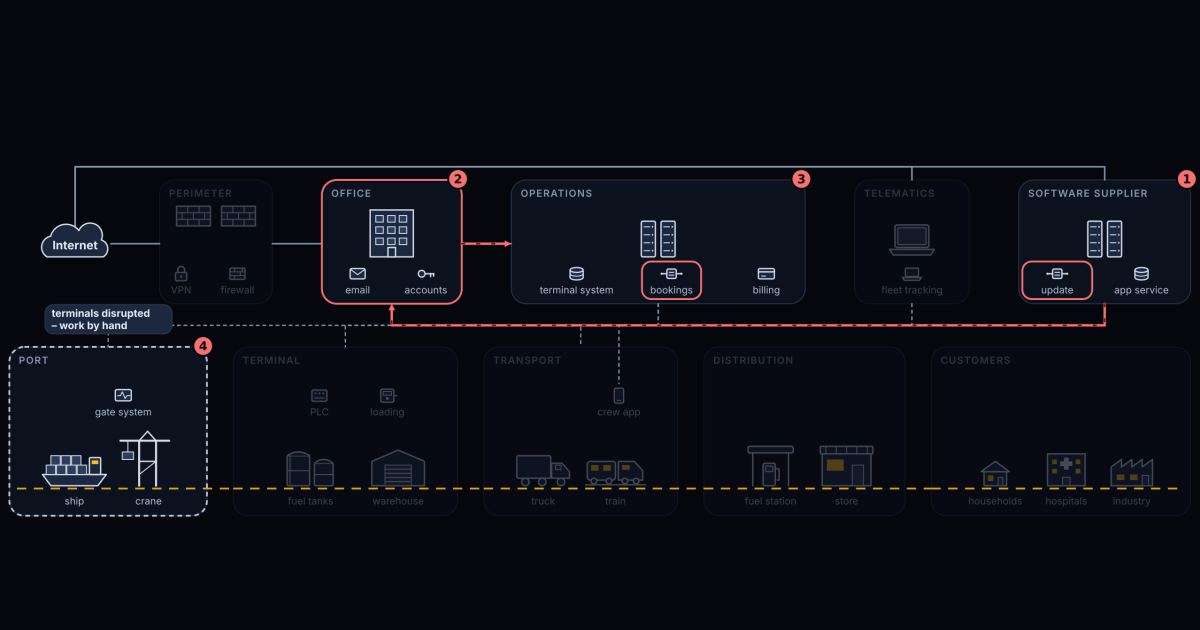 PERIMETER
OFFICE
2
OPERATIONS
3
TELEMATICS
SOFTWARE SUPPLIER
1
Internet
VPN
firewall
email
accounts
terminal system
bookings
billing
fleet tracking
update
app service
terminals disrupted
– work by hand
PORT
4
TERMINAL
TRANSPORT
DISTRIBUTION
CUSTOMERS
gate system
PLC
loading
crew app
ship
crane
fuel tanks
warehouse
truck
train
fuel station
store
households
hospitals
industry